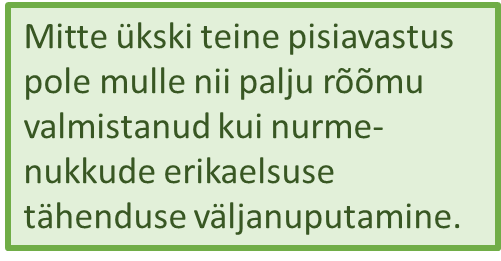 Mitte ükski teine pisiavastus
pole mulle nii palju rõõmu
valmistanud kui nurme-
nukkude erikaelsuse
tähenduse väljanuputamine.